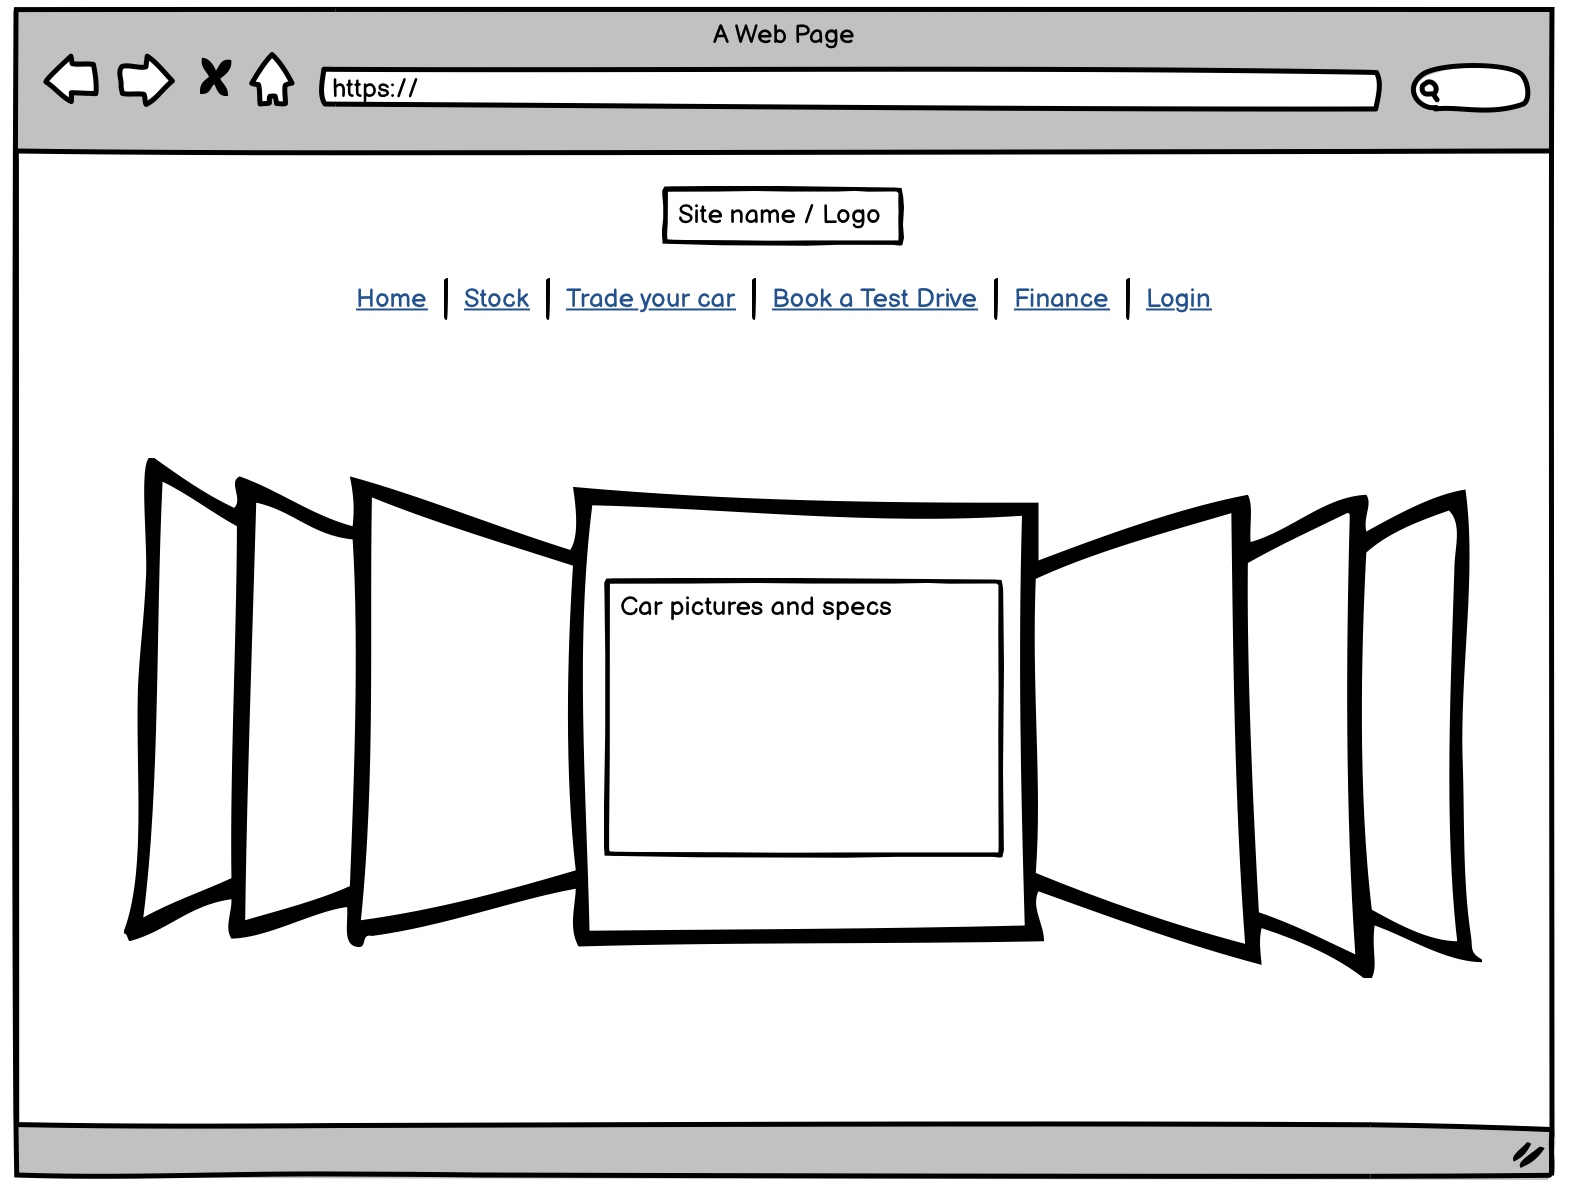 A Web Page
https://
Site name / Logo
Home Stock Trade your car Book a Test Drive Finance Login
Car pictures and specs